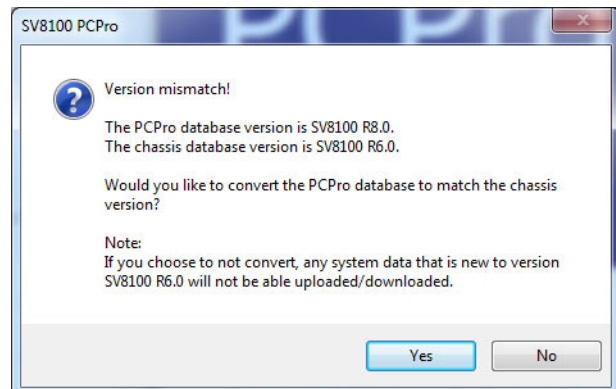 SV8100 PCPro
PCPro
Version mismatch!
The PCPro database version is SV8100 R8.0.
The chassis database version is SV8100 R6.0.
Would you like to convert the PCPro database to match the chassis
version?
Note:
If you choose to not convert, any system data that is new to version
SV8100 R6.0 will not be able uploaded/downloaded.
Yes
No